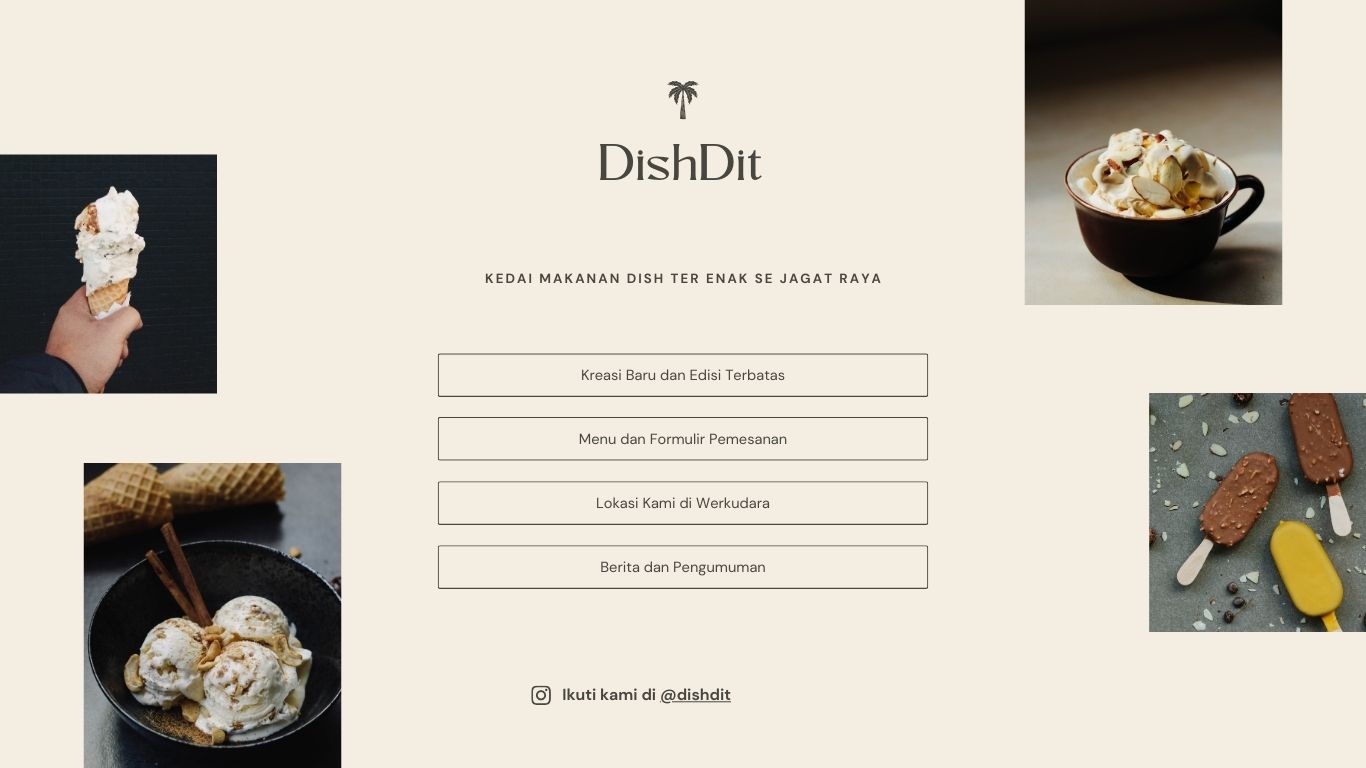 DishDit
KEDAI MAKANAN DISH TER ENAK SE JAGAT RAYA
Kreasi Baru dan Edisi Terbatas
Menu dan Formulir Pemesanan
Lokasi Kami di Werkudara
Berita dan Pengumuman
Ikuti kami di @dishdit